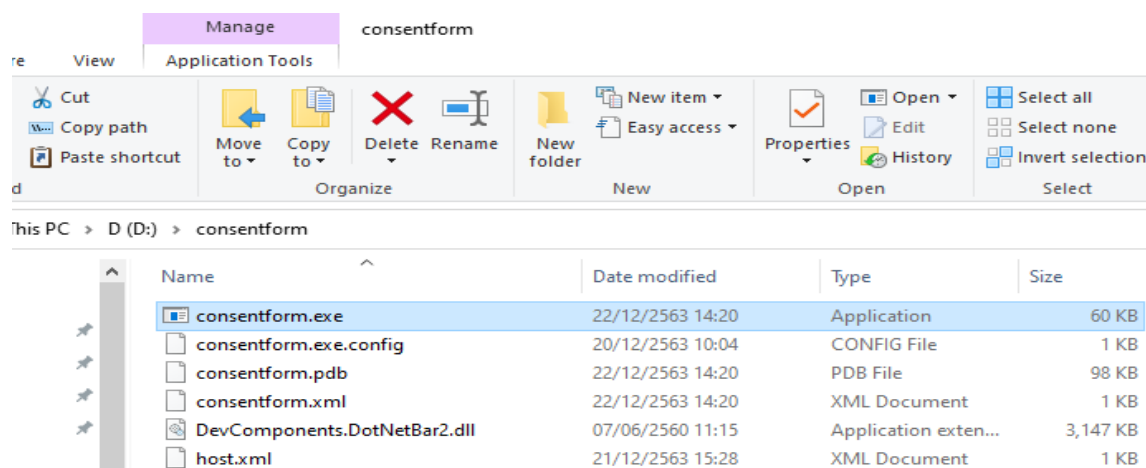 Manage consentform
re View Application Tools
Cut
Copy path
Paste shortcut
Move to
Copy to
Delete Rename
New folder
New item
Easy access
Properties
Open
Edit
History
Select all
Select none
Invert selection
d Organize New Open Select
This PC > D (D:) > consentform
Name Date modified Type Size
consentform.exe 22/12/2563 14:20 Application 60 KB
consentform.exe.config 20/12/2563 10:04 CONFIG File 1 KB
consentform.pdb 22/12/2563 14:20 PDB File 98 KB
consentform.xml 22/12/2563 14:20 XML Document 1 KB
DevComponents.DotNetBar2.dll 07/06/2560 11:15 Application exten... 3,147 KB
host.xml 21/12/2563 15:28 XML Document 1 KB